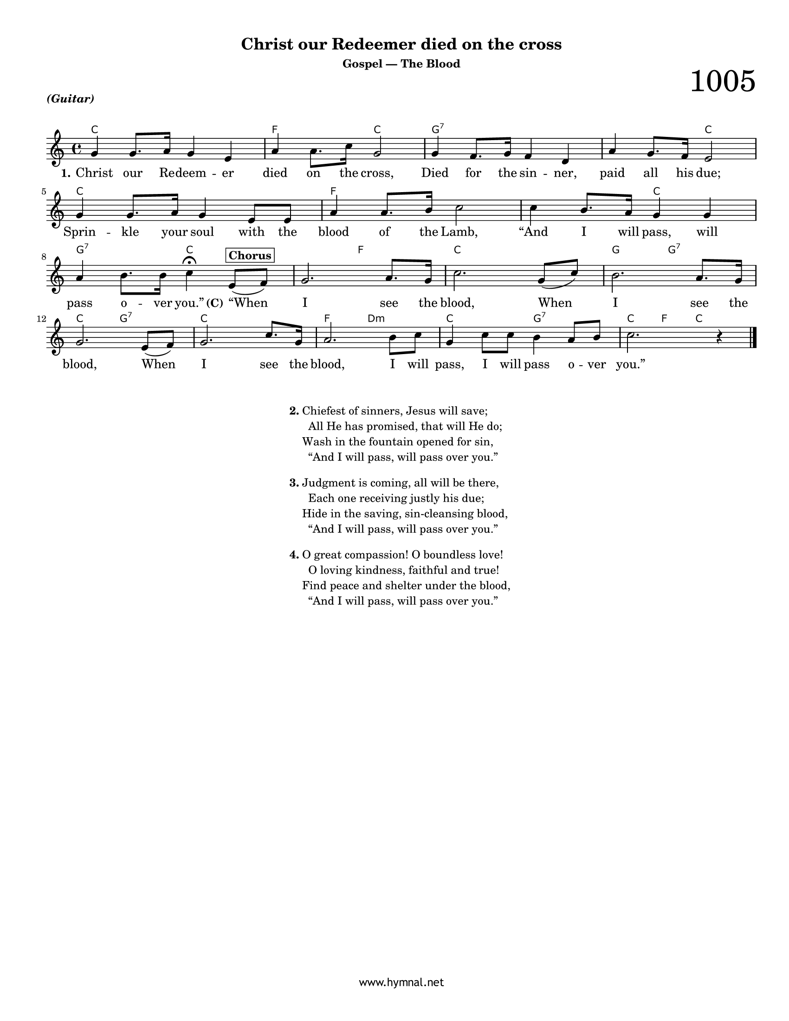 Christ our Redeemer died on the cross
Gospel — The Blood
1005
(Guitar)
C F C G7 C
1. Christ our Redeem - er died on the cross, Died for the sin - ner, paid all his due;
5 C F C
Sprin - kle your soul with the blood of the Lamb, “And I will pass, will
8 G7 C Chorus F C G G7
pass o - ver you.” (C) “When I see the blood, When I see the
12 C G7 C F Dm C G7 C F C
blood, When I see the blood, I will pass, I will pass o - ver you.”
2. Chiefest of sinners, Jesus will save;
All He has promised, that will He do;
Wash in the fountain opened for sin,
“And I will pass, will pass over you.”
3. Judgment is coming, all will be there,
Each one receiving justly his due;
Hide in the saving, sin-cleansing blood,
“And I will pass, will pass over you.”
4. O great compassion! O boundless love!
O loving kindness, faithful and true!
Find peace and shelter under the blood,
“And I will pass, will pass over you.”
www.hymnal.net